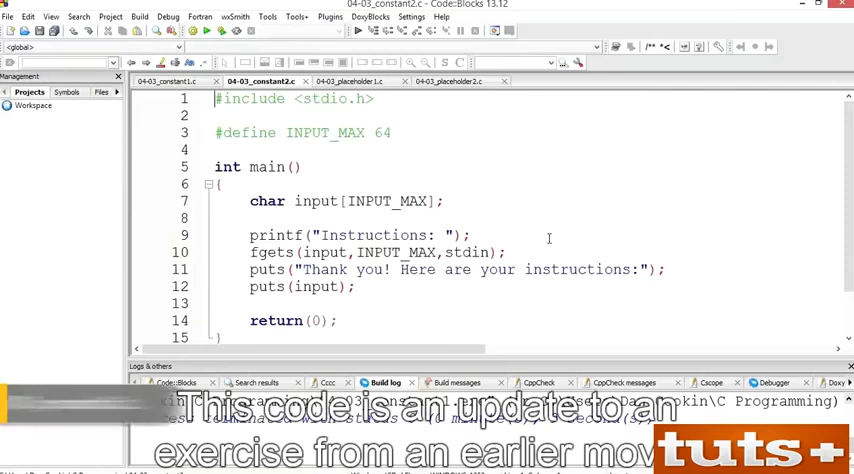 04-03_constant2.c - Code::Blocks 13.12
File Edit View Search Project Build Debug Fortran wxSmith Tools Tools+ Plugins DoxyBlocks Settings Help
<global>
Management
Projects Symbols Files
Workspace
04-03_constant1.c 04-03_constant2.c 04-03_placeholder1.c 04-03_placeholder2.c
1 #include <stdio.h>
2
3 #define INPUT_MAX 64
4
5 int main()
6 {
7 char input[INPUT_MAX];
8
9 printf("Instructions: ");
10 fgets(input,INPUT_MAX,stdin);
11 puts("Thank you! Here are your instructions:");
12 puts(input);
13
14 return(0);
15 }
Logs & others
Code::Blocks Search results Cccc Build log Build messages CppCheck CppCheck messages Cscope Debugger Doxy
C Programming)
This code is an update to an
exercise from an earlier mov
tuts+